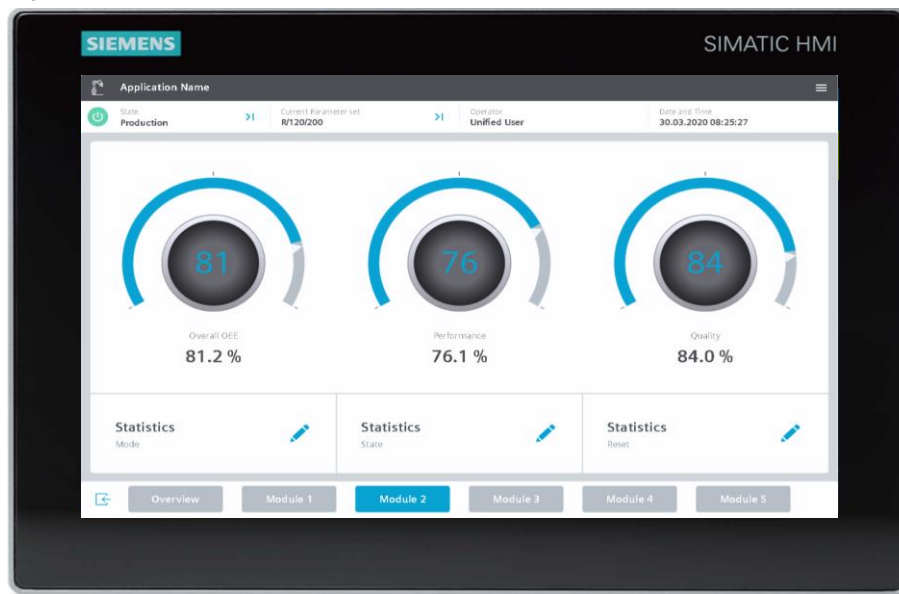 SIEMENS
SIMATIC HMI
Application Name
State
Production
Current Parameter set
R/120/200
Operator
Unified User
Date and Time
30.03.2020 08:25:27
81
76
84
Overall OEE
81.2 %
Performance
76.1 %
Quality
84.0 %
Statistics
Mode
Statistics
State
Statistics
Reset
Overview
Module 1
Module 2
Module 3
Module 4
Module 5